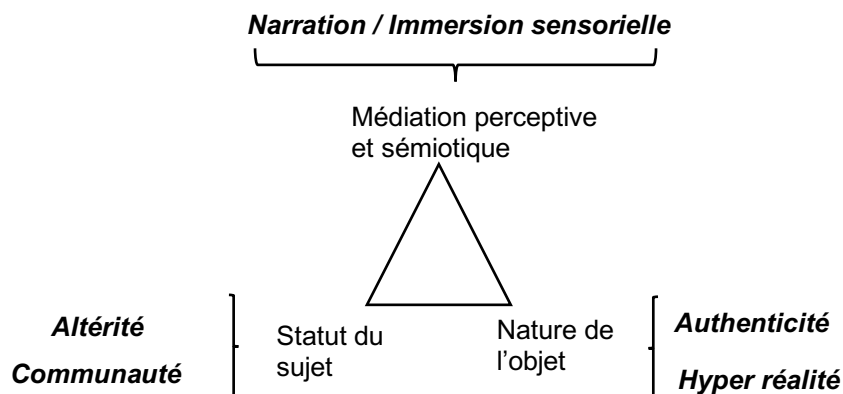 Narration / Immersion sensorielle
Médiation perceptive
et sémiotique
Altérité
Communauté
Statut du
sujet
Nature de
l’objet
Authenticité
Hyper réalité